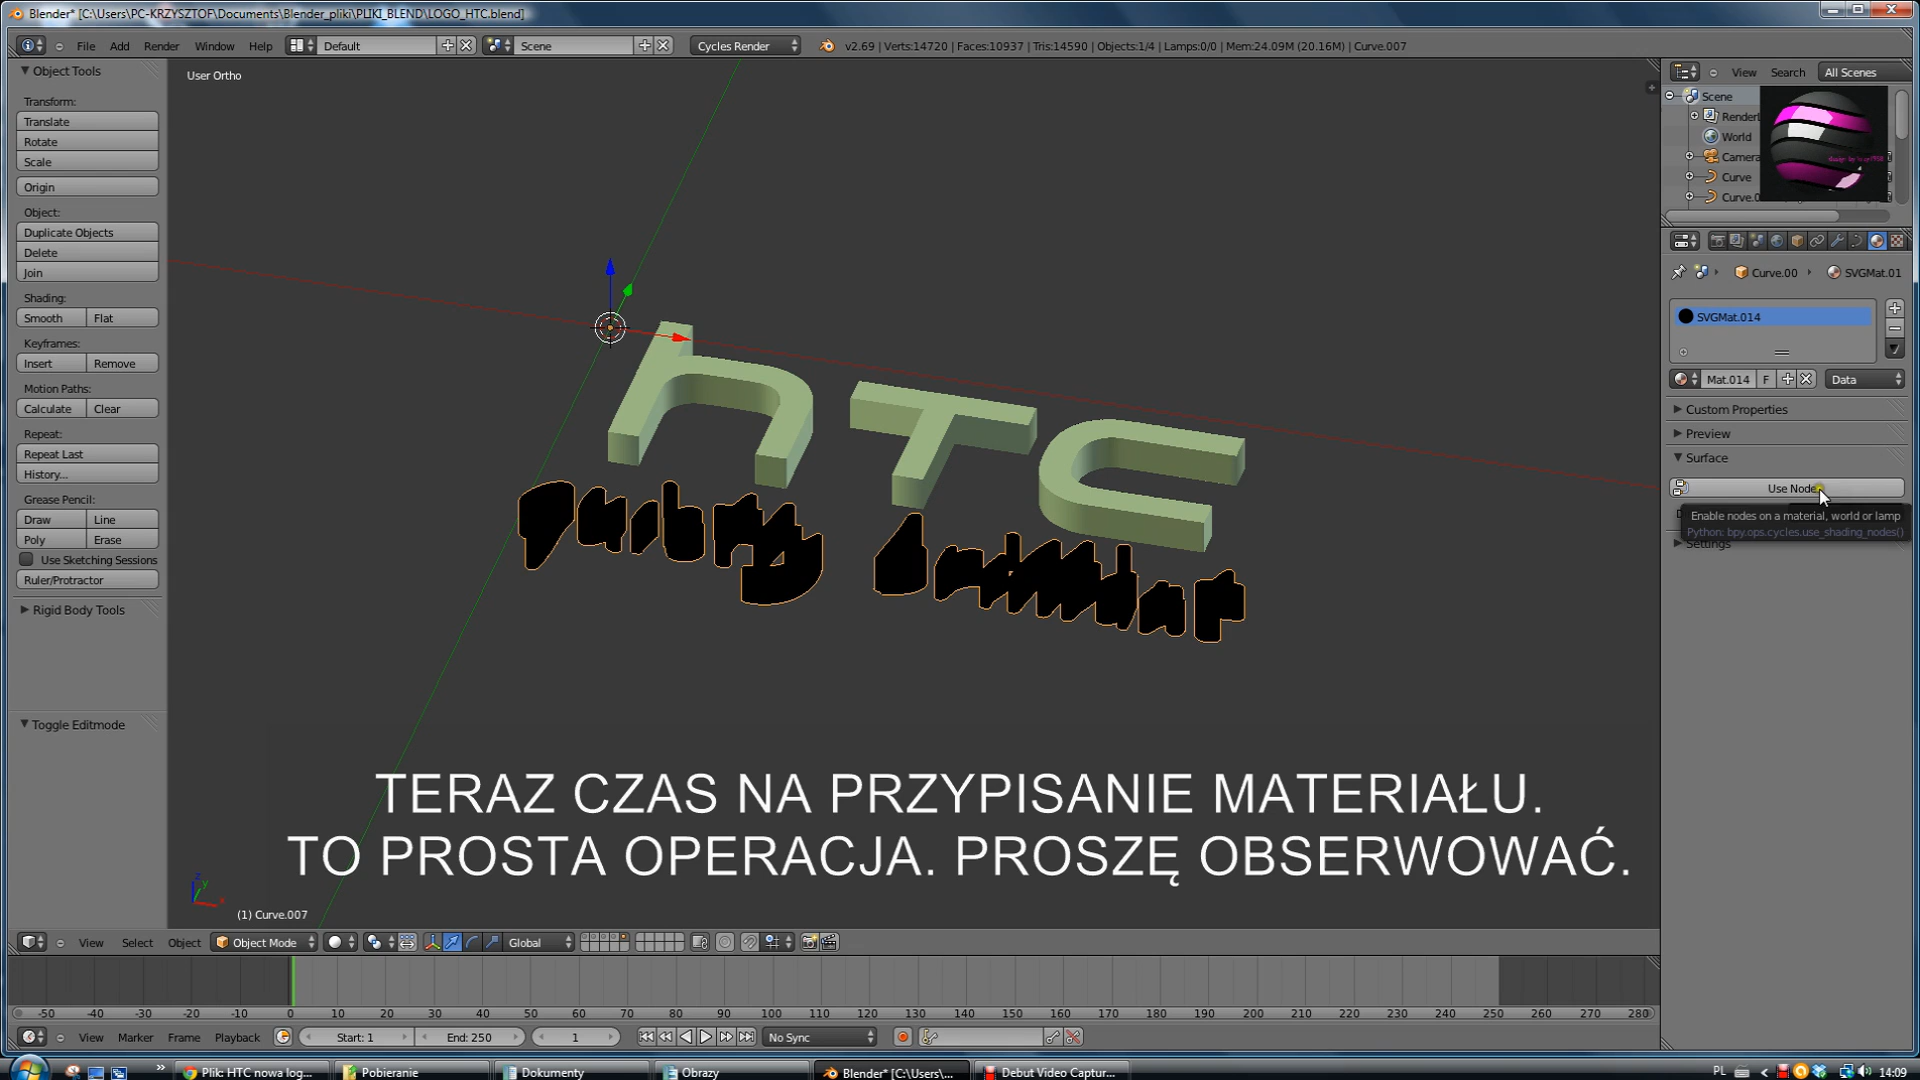 Blender* [C:\Users\PC-KRZYSZTOF\Documents\Blender_pliki\PLIKI_BLEND\LOGO_HTC.blend]
File Add Render Window Help Default Scene Cycles Render v2.69 | Verts:14720 | Faces:10937 | Tris:14590 | Objects:1/4 | Lamps:0/0 | Mem:24.09M (20.16M) | Curve.007
Object Tools
Transform:
Translate
Rotate
Scale
Origin
Object:
Duplicate Objects
Delete
Join
Shading:
Smooth Flat
Keyframes:
Insert Remove
Motion Paths:
Calculate Clear
Repeat:
Repeat Last
History...
Grease Pencil:
Draw Line
Poly Erase
Use Sketching Sessions
Ruler/Protractor
Rigid Body Tools
Toggle Editmode
User Ortho
hTC
quietly brilliant
TERAZ CZAS NA PRZYPISANIE MATERIAŁU.
TO PROSTA OPERACJA. PROSZĘ OBSERWOWAĆ.
(1) Curve.007
View Search All Scenes
Scene
RenderL
World
Camera
Curve
Curve.0
Curve.00 SVGMat.01
SVGMat.014
Mat.014 F Data
Custom Properties
Preview
Surface
Use Node
Enable nodes on a material, world or lamp
Python: bpy.ops.cycles.use_shading_nodes()
Settings
View Select Object Object Mode Global
-50 -40 -30 -20 -10 0 10 20 30 40 50 60 70 80 90 100 110 120 130 140 150 160 170 180 190 200 210 220 230 240 250 260 270 280
View Marker Frame Playback Start: 1 End: 250 1 No Sync
Plik: HTC nowa log... Pobieranie Dokumenty Obrazy Blender* [C:\Users\... Debut Video Captur... PL 14:09